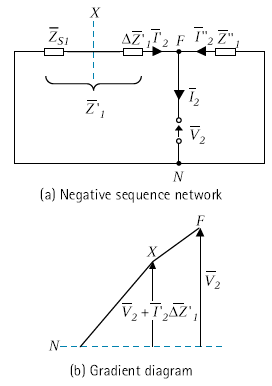 X
Z̄S1
ΔZ̄'1
Ī'2
F
Ī"2
Z̄"1
Z̄'1
Ī2
V̄2
N
(a) Negative sequence network
F
X
V̄2
V̄2 + Ī'2ΔZ̄'1
N
(b) Gradient diagram